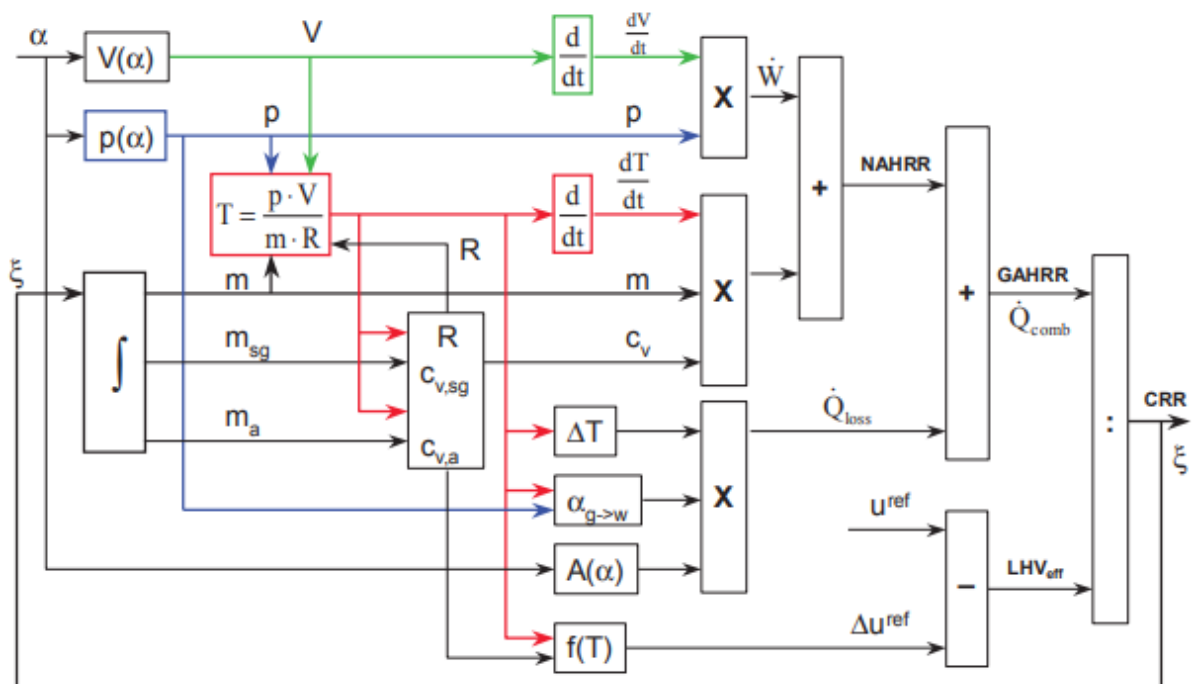 α
V(α)
V
d/dt
dV/dt
X
Ẇ
p(α)
p
p
T = p · V / m · R
d/dt
dT/dt
+
NAHRR
R
ξ
∫
m
m
X
+
GAHRR
Q̇comb
:
m_sg
R
c_v,sg
c_v,a
c_v
m_a
ΔT
Q̇loss
CRR
ξ
α_g->w
X
u^ref
A(α)
−
LHV_eff
f(T)
Δu^ref